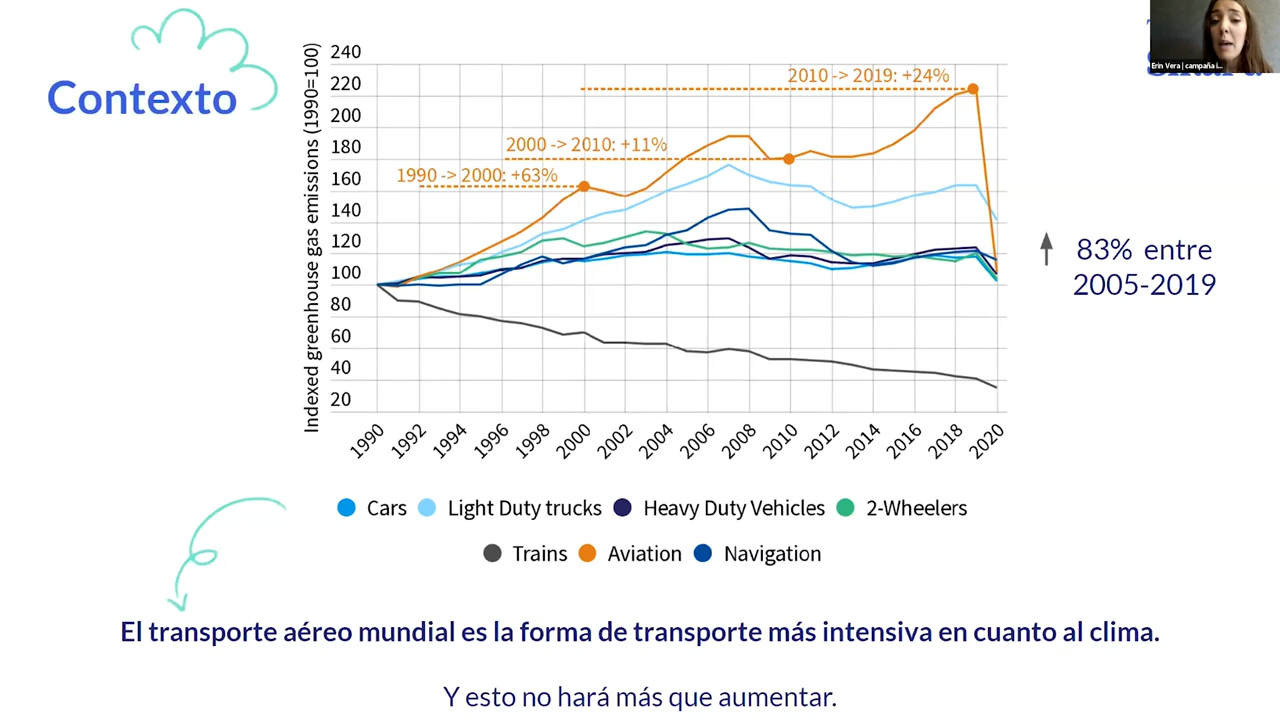 Contexto
Indexed greenhouse gas emissions (1990=100)
240
220
200
180
160
140
120
100
80
60
40
20
2010 -> 2019: +24%
2000 -> 2010: +11%
1990 -> 2000: +63%
1990
1992
1994
1996
1998
2000
2002
2004
2006
2008
2010
2012
2014
2016
2018
2020
Cars
Light Duty trucks
Heavy Duty Vehicles
2-Wheelers
Trains
Aviation
Navigation
83% entre
2005-2019
Erin Vera | campaña i...
El transporte aéreo mundial es la forma de transporte más intensiva en cuanto al clima.
Y esto no hará más que aumentar.